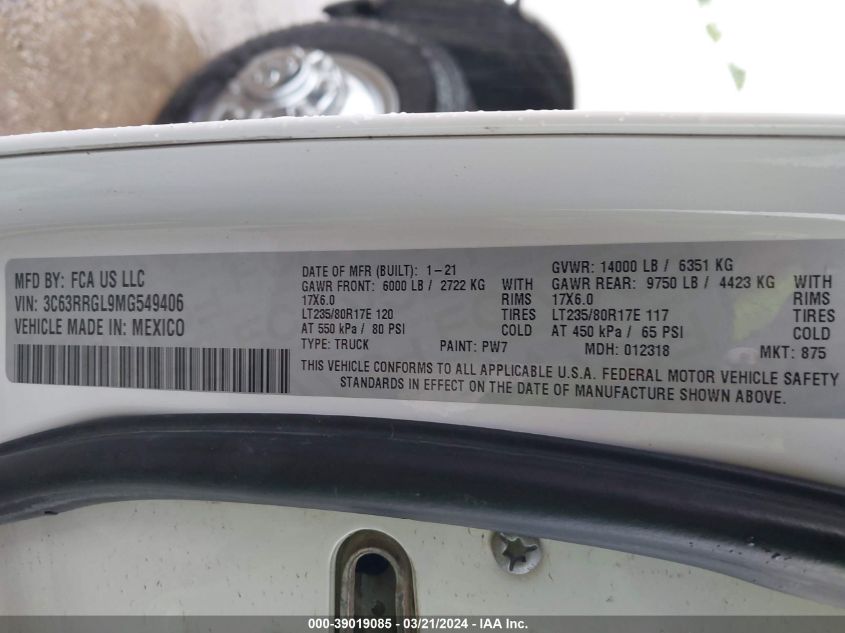 MFD BY: FCA US LLC
VIN: 3C63RRGL9MG549406
VEHICLE MADE IN: MEXICO
DATE OF MFR (BUILT): 1-21
GAWR FRONT: 6000 LB / 2722 KG WITH
17X6.0 RIMS
LT235/80R17E 120 TIRES
AT 550 kPa / 80 PSI COLD
TYPE: TRUCK PAINT: PW7
GVWR: 14000 LB / 6351 KG
GAWR REAR: 9750 LB / 4423 KG WITH
17X6.0 RIMS
LT235/80R17E 117 TIRES
AT 450 kPa / 65 PSI COLD
MDH: 012318 MKT: 875
THIS VEHICLE CONFORMS TO ALL APPLICABLE U.S.A. FEDERAL MOTOR VEHICLE SAFETY
STANDARDS IN EFFECT ON THE DATE OF MANUFACTURE SHOWN ABOVE.
000-39019085 - 03/21/2024 - IAA Inc.